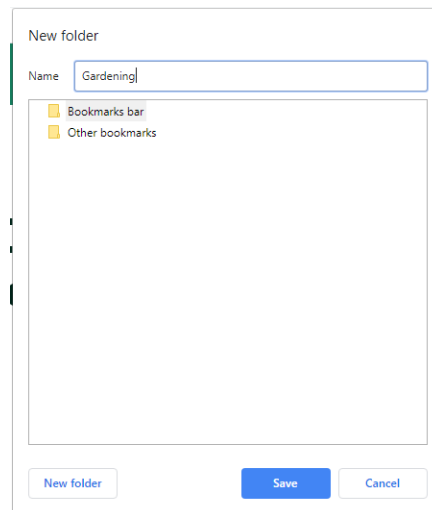 New folder
Name Gardening
Bookmarks bar
Other bookmarks
New folder Save Cancel